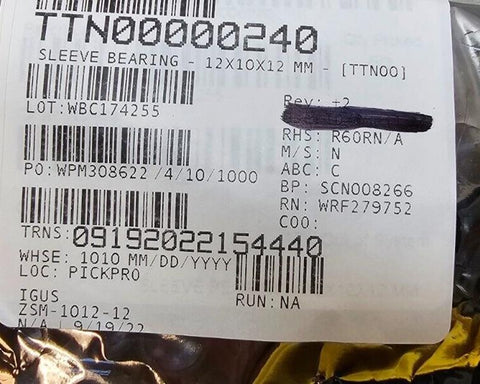 TTN00000240
SLEEVE BEARING - 12X10X12 MM - [TTN00]
LOT:WBC174255
Rev: +2
RHS: R60RN/A
M/S: N
ABC: C
PO:WPM308622 /4/10/1000
BP: SCN008266
RN: WRF279752
COO:
TRNS:09192022154440
WHSE: 1010 MM/DD/YYYY
LOC: PICKPRO
RUN:NA
IGUS
ZSM-1012-12
N/A | 9/19/22